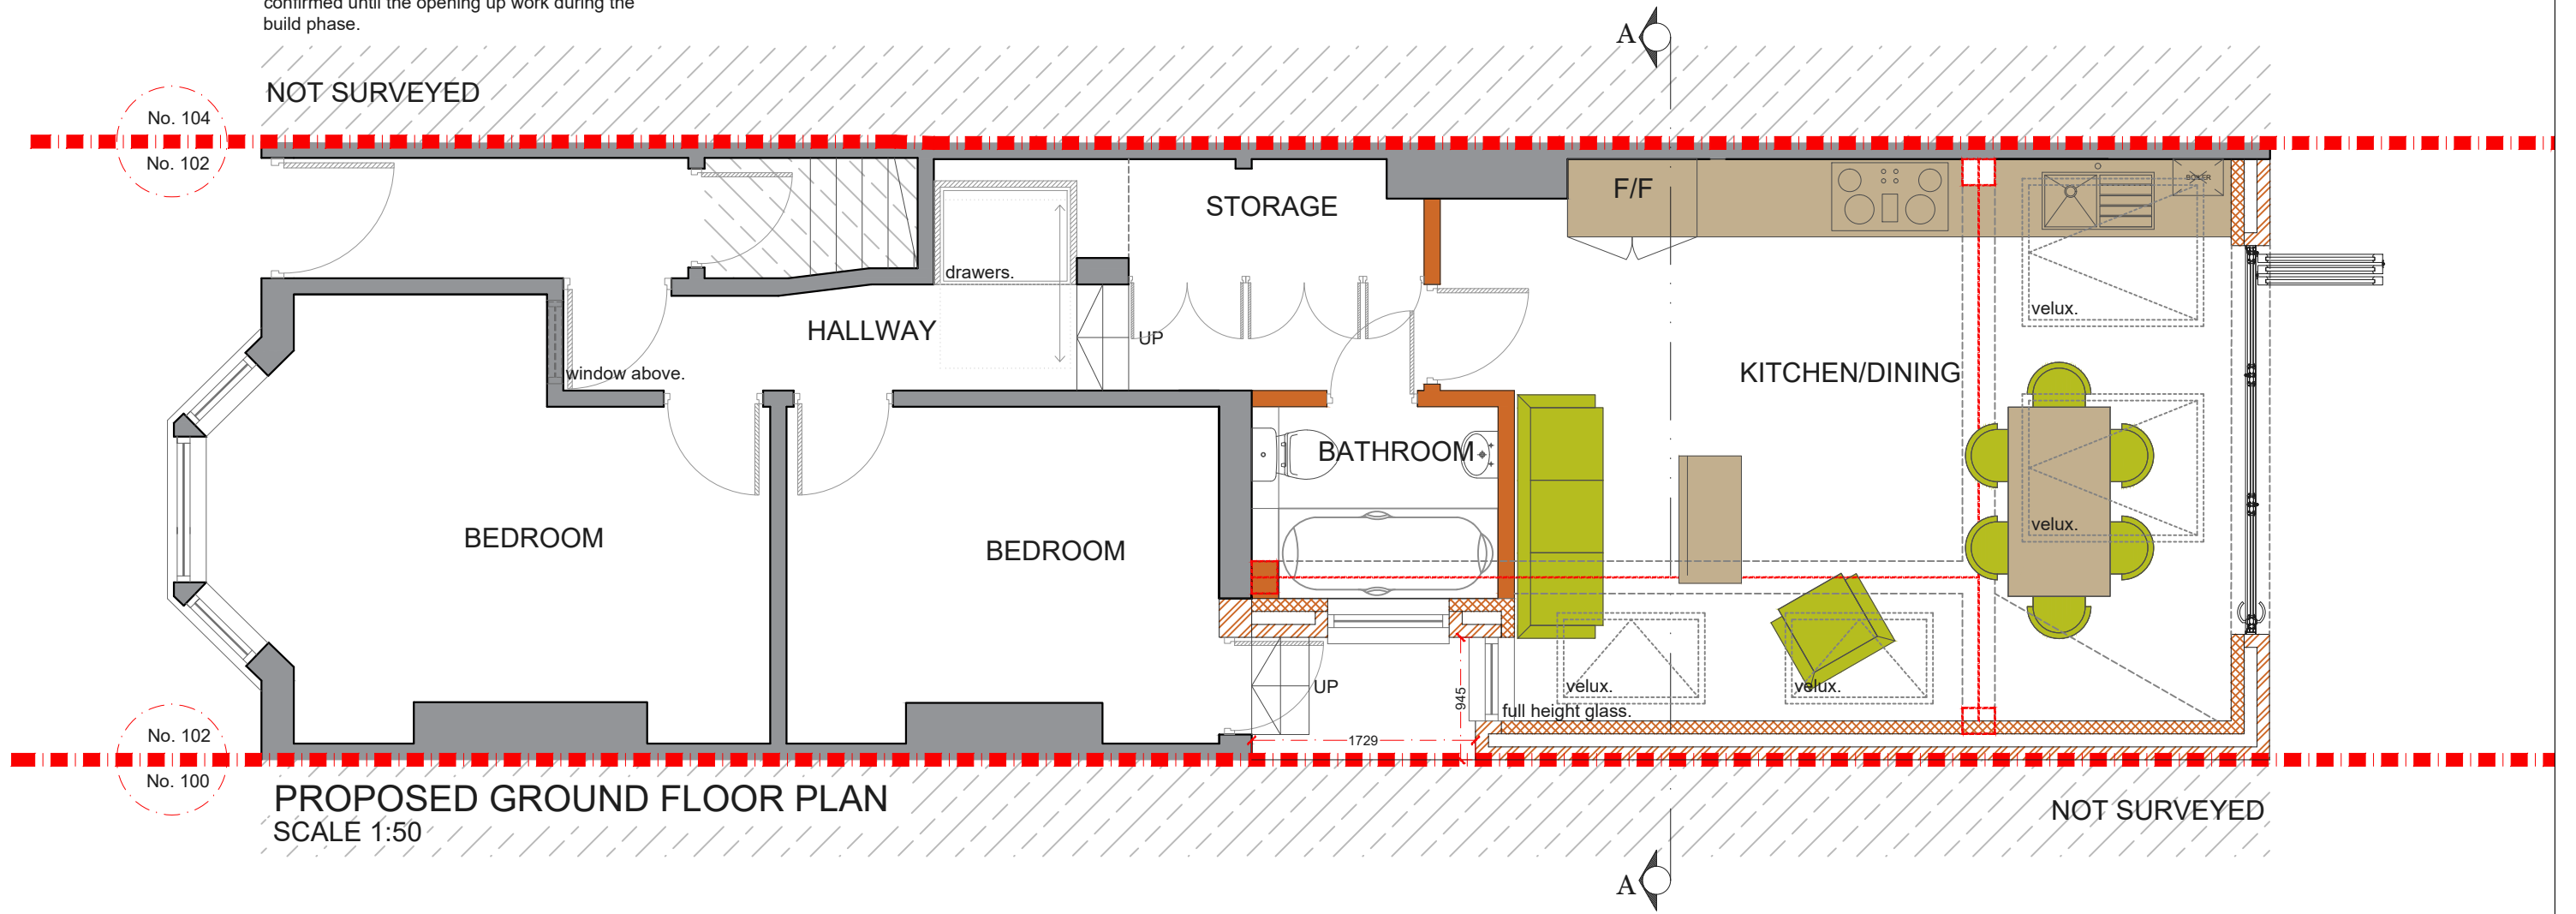 confirmed until the opening up work during the
build phase.
A
NOT SURVEYED
No. 104
No. 102
F/F
BOILER
STORAGE
drawers.
velux.
HALLWAY
UP
window above.
KITCHEN/DINING
BATHROOM
velux.
BEDROOM
BEDROOM
UP
945
velux.
velux.
full height glass.
No. 102
1729
No. 100
PROPOSED GROUND FLOOR PLAN
SCALE 1:50
NOT SURVEYED
A